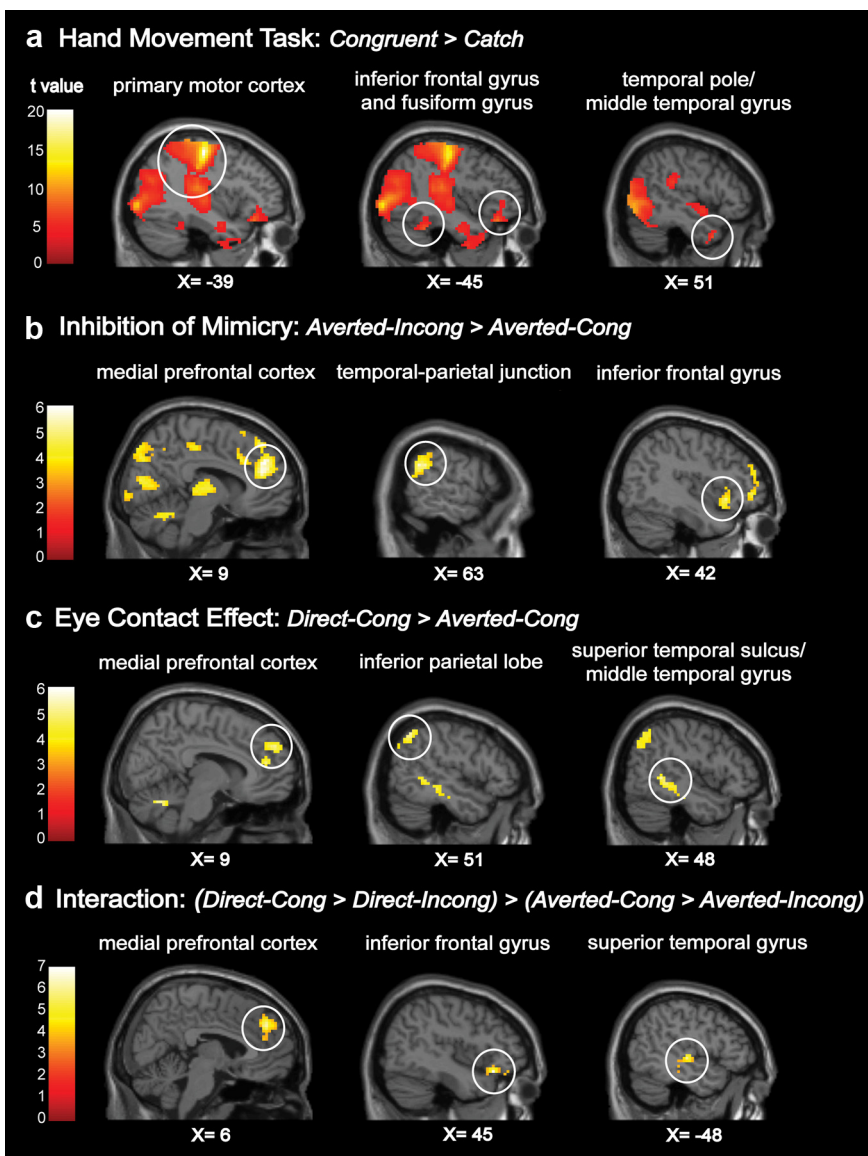 a Hand Movement Task: Congruent > Catch
t value
primary motor cortex
inferior frontal gyrus
and fusiform gyrus
temporal pole/
middle temporal gyrus
20
15
10
5
0
X= -39
X= -45
X= 51
b Inhibition of Mimicry: Averted-Incong > Averted-Cong
medial prefrontal cortex
temporal-parietal junction
inferior frontal gyrus
6
5
4
3
2
1
0
X= 9
X= 63
X= 42
c Eye Contact Effect: Direct-Cong > Averted-Cong
medial prefrontal cortex
inferior parietal lobe
superior temporal sulcus/
middle temporal gyrus
6
5
4
3
2
1
0
X= 9
X= 51
X= 48
d Interaction: (Direct-Cong > Direct-Incong) > (Averted-Cong > Averted-Incong)
medial prefrontal cortex
inferior frontal gyrus
superior temporal gyrus
7
6
5
4
3
2
1
0
X= 6
X= 45
X= -48